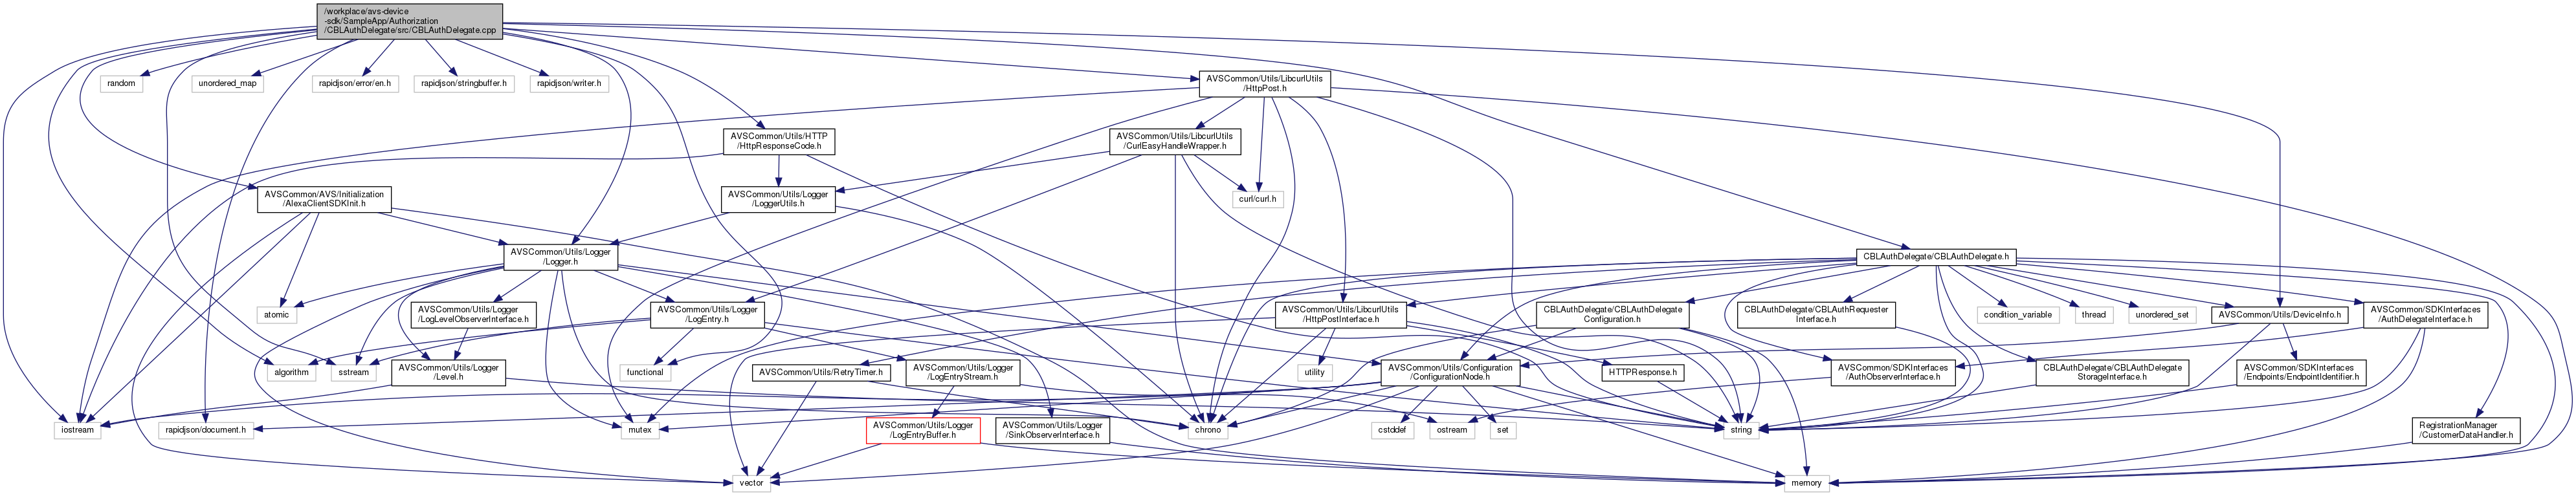 /workplace/avs-device
-sdk/SampleApp/Authorization
/CBLAuthDelegate/src/CBLAuthDelegate.cpp
random
unordered_map
rapidjson/error/en.h
rapidjson/stringbuffer.h
rapidjson/writer.h
AVSCommon/Utils/LibcurlUtils
/HttpPost.h
AVSCommon/Utils/HTTP
/HttpResponseCode.h
AVSCommon/Utils/LibcurlUtils
/CurlEasyHandleWrapper.h
AVSCommon/AVS/Initialization
/AlexaClientSDKInit.h
AVSCommon/Utils/Logger
/LoggerUtils.h
curl/curl.h
AVSCommon/Utils/Logger
/Logger.h
CBLAuthDelegate/CBLAuthDelegate.h
atomic
AVSCommon/Utils/Logger
/LogLevelObserverInterface.h
AVSCommon/Utils/Logger
/LogEntry.h
AVSCommon/Utils/LibcurlUtils
/HttpPostInterface.h
CBLAuthDelegate/CBLAuthDelegate
Configuration.h
CBLAuthDelegate/CBLAuthRequester
Interface.h
condition_variable
thread
unordered_set
AVSCommon/Utils/DeviceInfo.h
AVSCommon/SDKInterfaces
/AuthDelegateInterface.h
algorithm
sstream
AVSCommon/Utils/Logger
/Level.h
functional
AVSCommon/Utils/RetryTimer.h
AVSCommon/Utils/Logger
/LogEntryStream.h
utility
AVSCommon/Utils/Configuration
/ConfigurationNode.h
HTTPResponse.h
AVSCommon/SDKInterfaces
/AuthObserverInterface.h
CBLAuthDelegate/CBLAuthDelegate
StorageInterface.h
AVSCommon/SDKInterfaces
/Endpoints/EndpointIdentifier.h
iostream
rapidjson/document.h
mutex
AVSCommon/Utils/Logger
/LogEntryBuffer.h
AVSCommon/Utils/Logger
/SinkObserverInterface.h
chrono
cstddef
ostream
set
string
RegistrationManager
/CustomerDataHandler.h
vector
memory